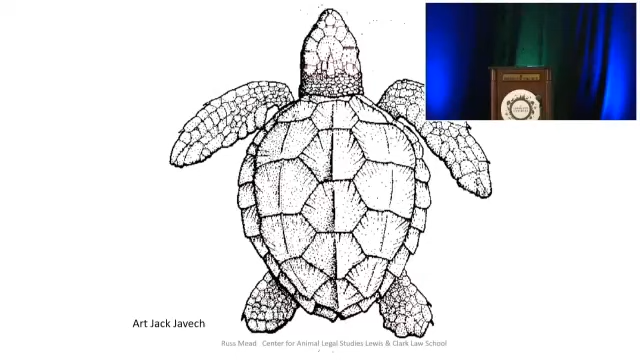 Art Jack Javech
Russ Mead   Center for Animal Legal Studies Lewis & Clark Law School